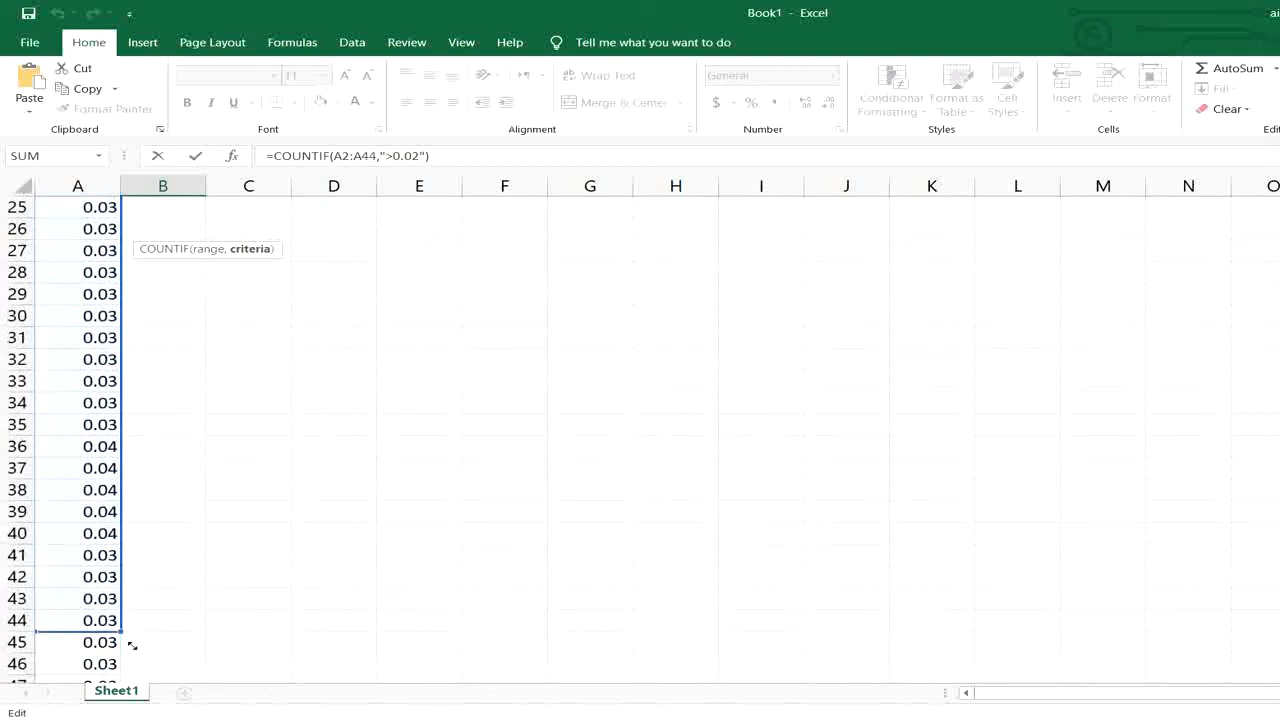 Book1 - Excel
File Home Insert Page Layout Formulas Data Review View Help Tell me what you want to do
Paste
Cut
Copy
Format Painter
Clipboard
11 A A
B I U A
Font
Wrap Text
Merge & Center
Alignment
General
$ %
Number
Conditional Formatting
Format as Table
Cell Styles
Styles
Insert Delete Format
Cells
Σ AutoSum
Fill
Clear
SUM fx =COUNTIF(A2:A44,">0.02")
A B C D E F G H I J K L M N O
25 0.03
26 0.03
27 0.03
COUNTIF(range, criteria)
28 0.03
29 0.03
30 0.03
31 0.03
32 0.03
33 0.03
34 0.03
35 0.03
36 0.04
37 0.04
38 0.04
39 0.04
40 0.04
41 0.03
42 0.03
43 0.03
44 0.03
45 0.03
46 0.03
Sheet1
Edit